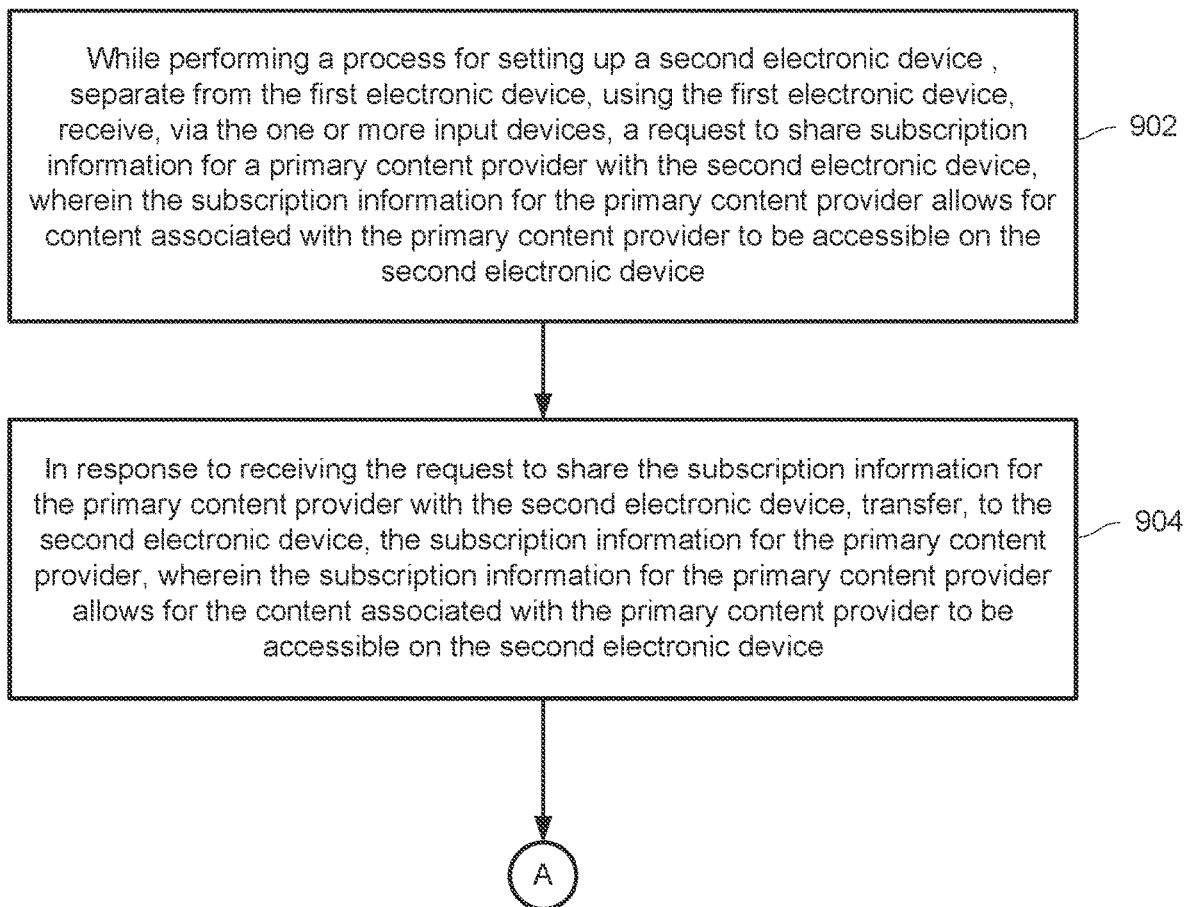 While performing a process for setting up a second electronic device ,
separate from the first electronic device, using the first electronic device,
receive, via the one or more input devices, a request to share subscription
information for a primary content provider with the second electronic device,
wherein the subscription information for the primary content provider allows for
content associated with the primary content provider to be accessible on the
second electronic device
902
In response to receiving the request to share the subscription information for
the primary content provider with the second electronic device, transfer, to the
second electronic device, the subscription information for the primary content
provider, wherein the subscription information for the primary content provider
allows for the content associated with the primary content provider to be
accessible on the second electronic device
904
A